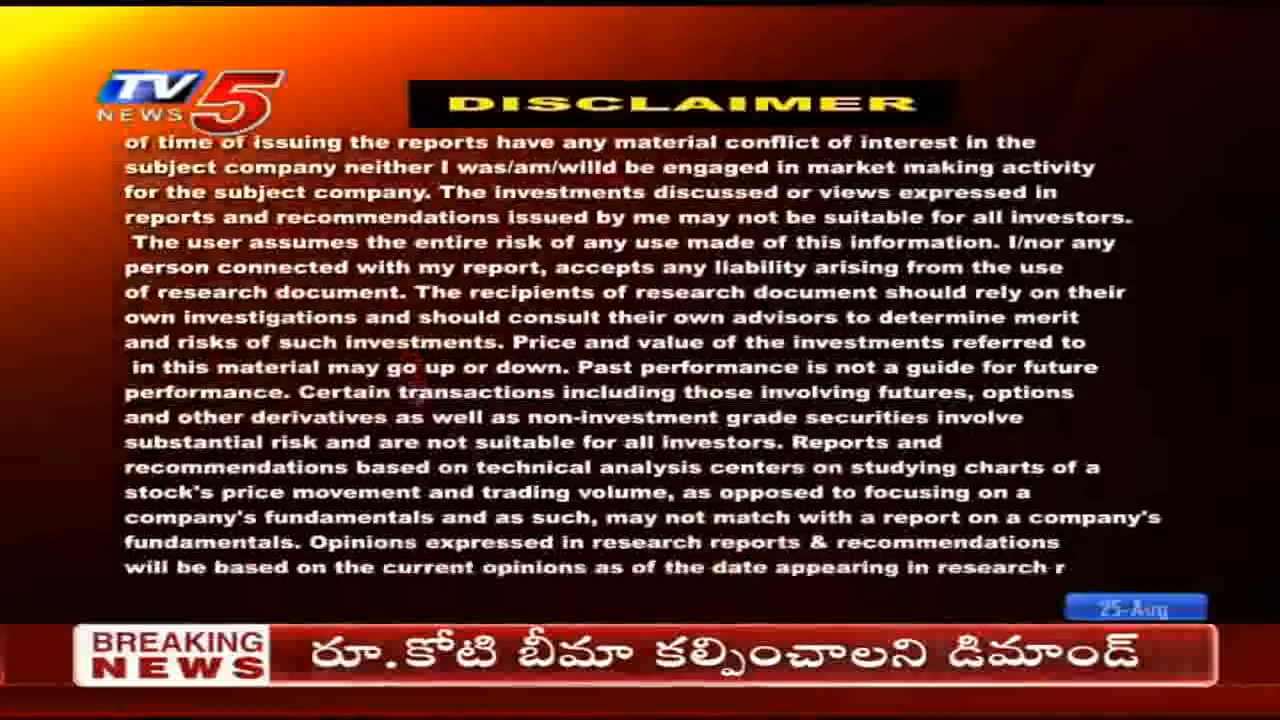 TV5
NEWS
DISCLAIMER
of time of issuing the reports have any material conflict of interest in the
subject company neither I was/am/willd be engaged in market making activity
for the subject company. The investments discussed or views expressed in
reports and recommendations issued by me may not be suitable for all investors.
The user assumes the entire risk of any use made of this information. I/nor any
person connected with my report, accepts any liability arising from the use
of research document. The recipients of research document should rely on their
own investigations and should consult their own advisors to determine merit
and risks of such investments. Price and value of the investments referred to
in this material may go up or down. Past performance is not a guide for future
performance. Certain transactions including those involving futures, options
and other derivatives as well as non-investment grade securities involve
substantial risk and are not suitable for all investors. Reports and
recommendations based on technical analysis centers on studying charts of a
stock's price movement and trading volume, as opposed to focusing on a
company's fundamentals and as such, may not match with a report on a company's
fundamentals. Opinions expressed in research reports & recommendations
will be based on the current opinions as of the date appearing in research r
25-Aug
BREAKING
NEWS
రూ.కోటి బీమా కల్పించాలని డిమాండ్